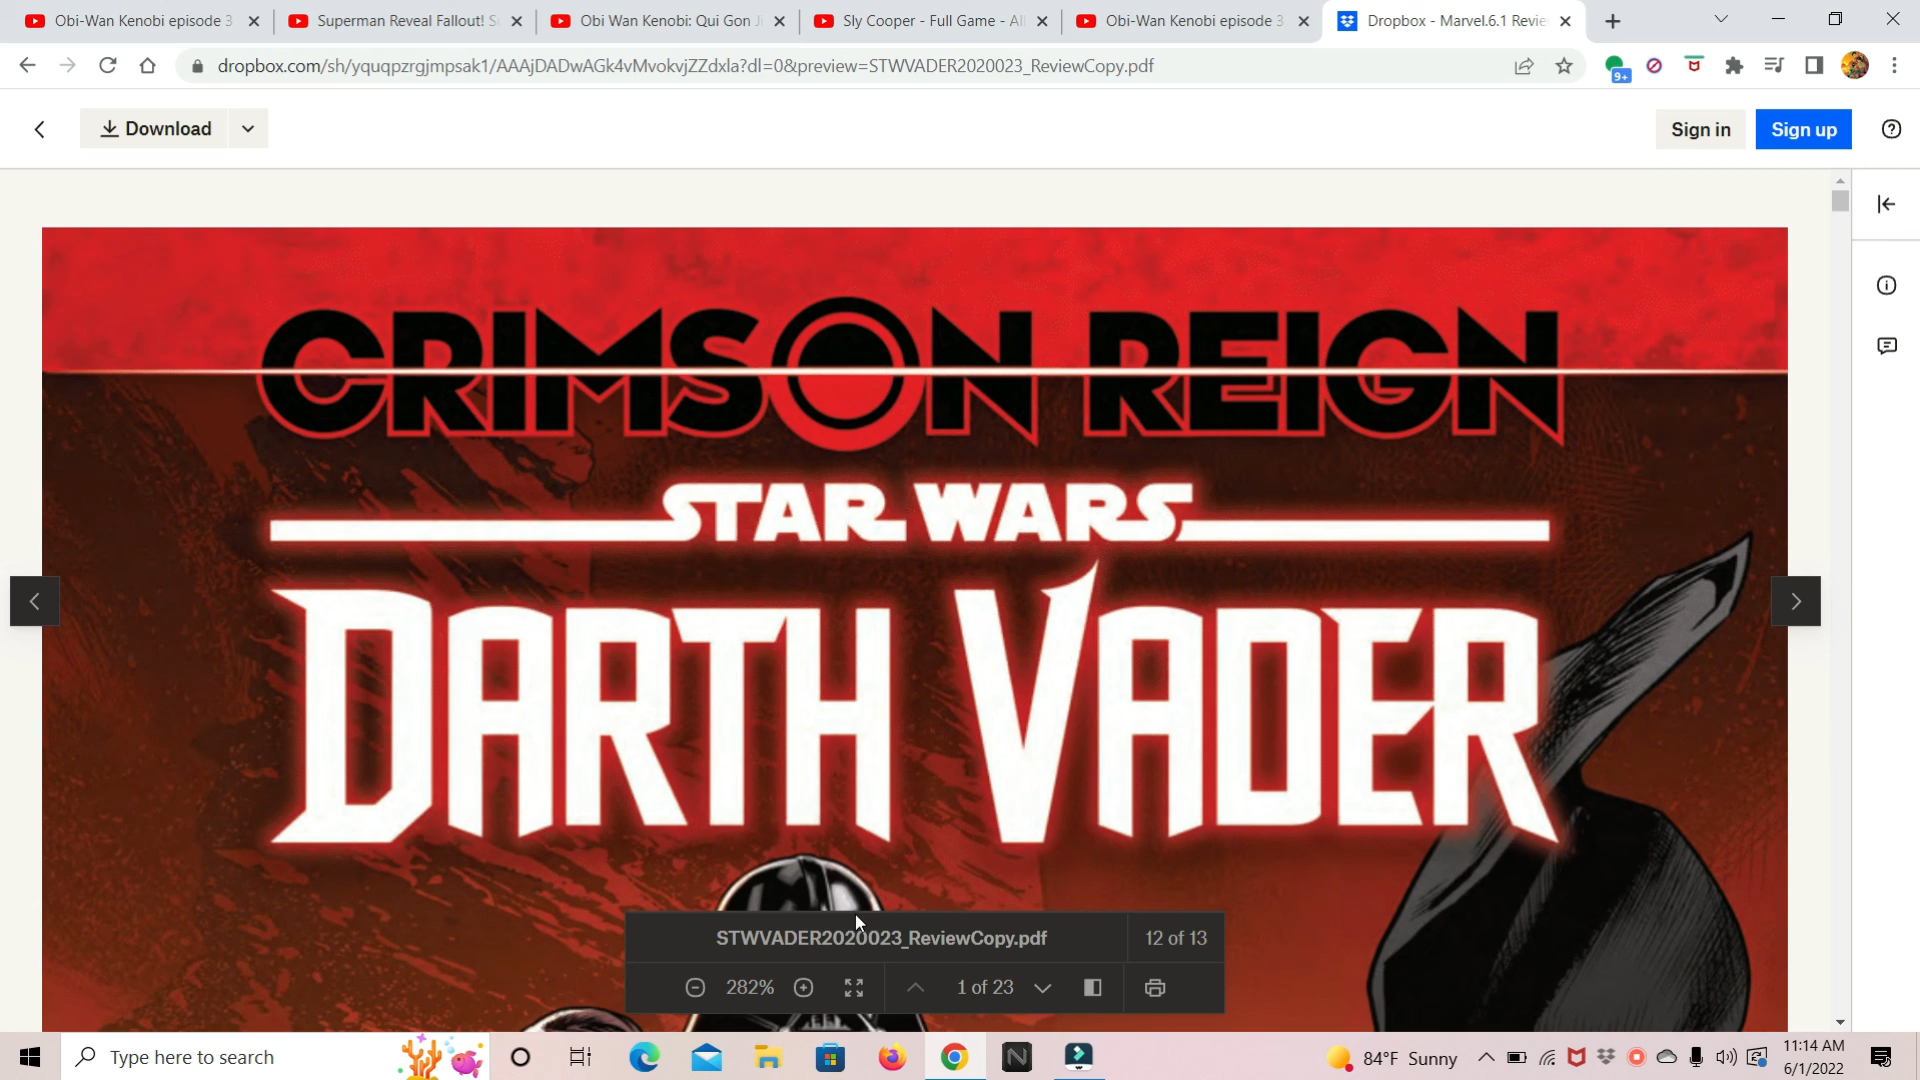 Obi-Wan Kenobi episode 3
Superman Reveal Fallout! S
Obi Wan Kenobi: Qui Gon Ji
Sly Cooper - Full Game - All
Obi-Wan Kenobi episode 3
Dropbox - Marvel.6.1 Revie
dropbox.com/sh/yquqpzrgjmpsak1/AAAjDADwAGk4vMvokvjZZdxla?dl=0&preview=STWVADER2020023_ReviewCopy.pdf
9+
Download
Sign in
Sign up
CRIMSON REIGN
STAR WARS
DARTH VADER
STWVADER2020023_ReviewCopy.pdf
12 of 13
282%
1 of 23
Type here to search
84°F Sunny
11:14 AM
6/1/2022